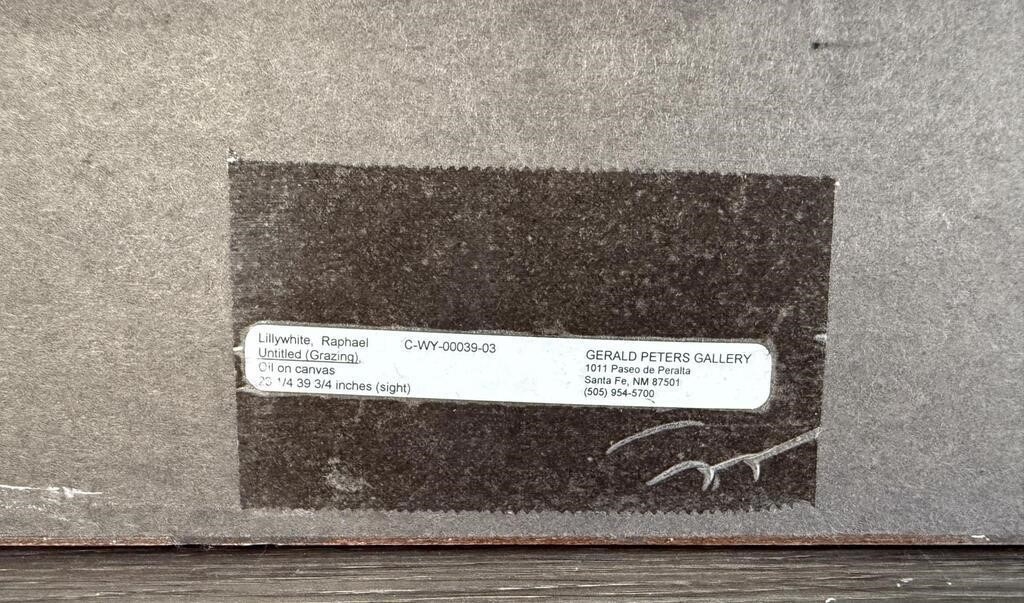 Lillywhite, Raphael
Untitled (Grazing),
Oil on canvas
1/4 39 3/4 inches (sight)
C-WY-00039-03
GERALD PETERS GALLERY
1011 Paseo de Peralta
Santa Fe, NM 87501
(505) 954-5700